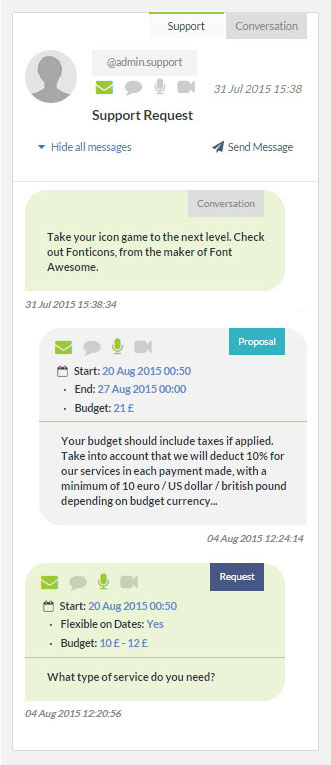 Support
Conversation
@admin.support
31 Jul 2015 15:38
Support Request
Hide all messages
Send Message
Conversation
Take your icon game to the next level. Check
out Fonticons, from the maker of Font
Awesome.
31 Jul 2015 15:38:34
Proposal
Start: 20 Aug 2015 00:50
· End: 27 Aug 2015 00:00
· Budget: 21 £
Your budget should include taxes if applied.
Take into account that we will deduct 10% for
our services in each payment made, with a
minimum of 10 euro / US dollar / british pound
depending on budget currency...
04 Aug 2015 12:24:14
Request
Start: 20 Aug 2015 00:50
· Flexible on Dates: Yes
· Budget: 10 £ - 12 £
What type of service do you need?
04 Aug 2015 12:20:56